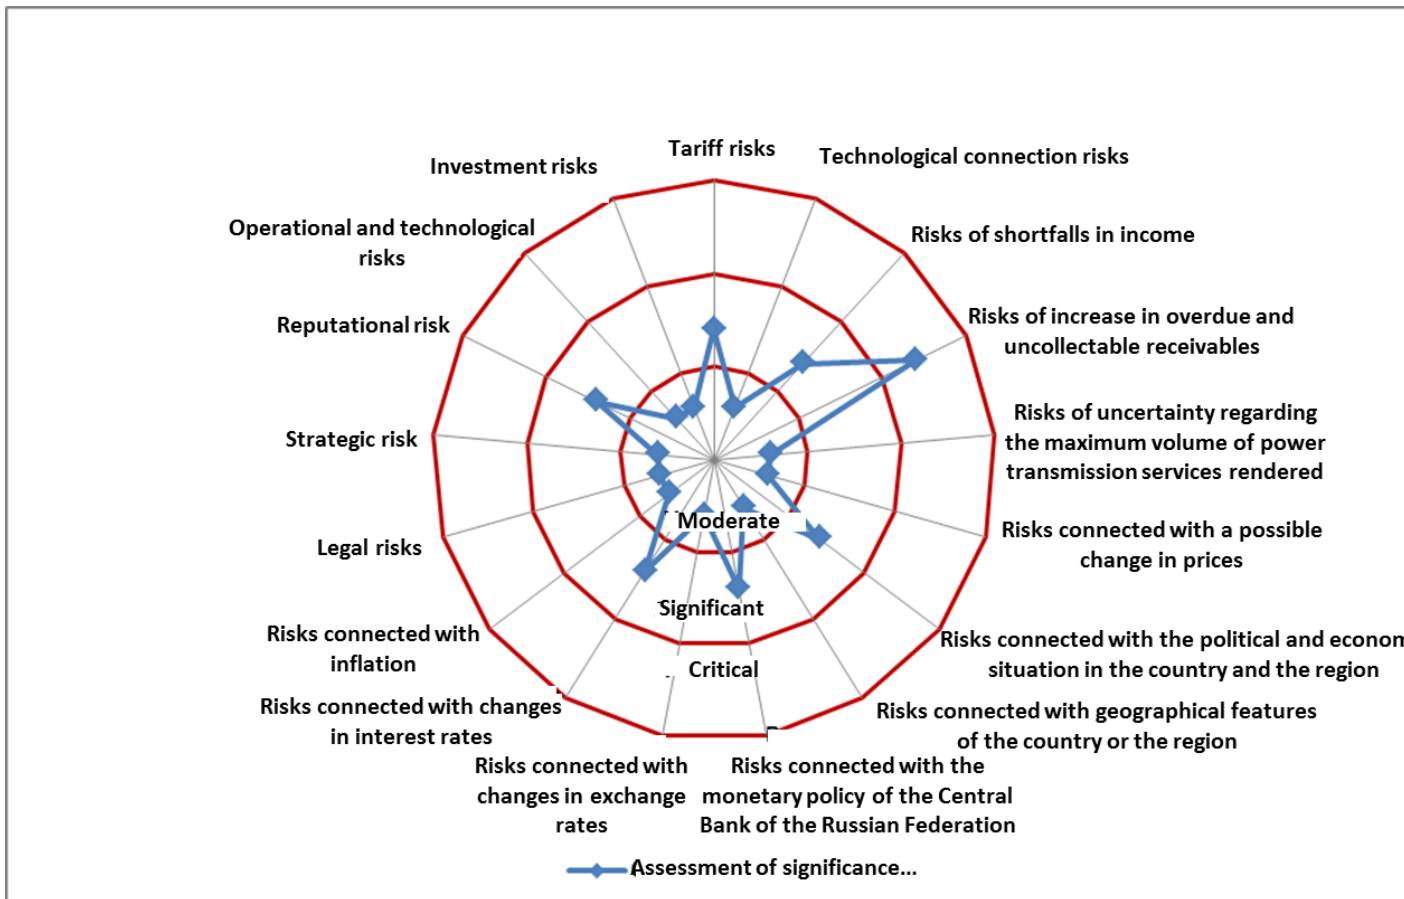 Tariff risks
Technological connection risks
Risks of shortfalls in income
Risks of increase in overdue and
uncollectable receivables
Risks of uncertainty regarding
the maximum volume of power
transmission services rendered
Risks connected with a possible
change in prices
Risks connected with the political and econom
situation in the country and the region
Risks connected with geographical features
of the country or the region
Risks connected with the
monetary policy of the Central
Bank of the Russian Federation
Risks connected with
changes in exchange
rates
Risks connected with changes
in interest rates
Risks connected with
inflation
Legal risks
Strategic risk
Reputational risk
Operational and technological
risks
Investment risks
Moderate
Significant
Critical
Assessment of significance...